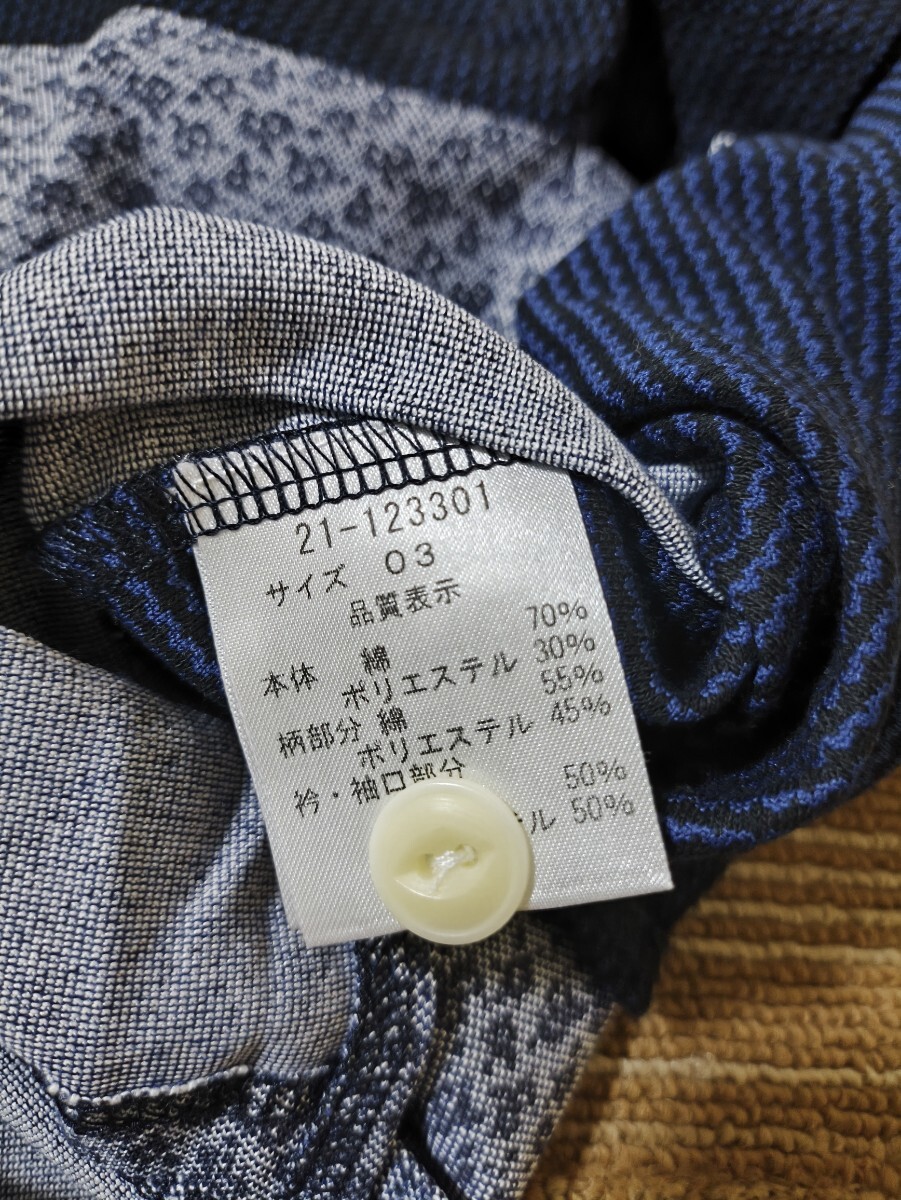 21-123301
サイズ 03
品質表示
本体 綿 70%
ポリエステル 30%
柄部分 綿 55%
ポリエステル 45%
衿・袖口部分
50%
ル 50%